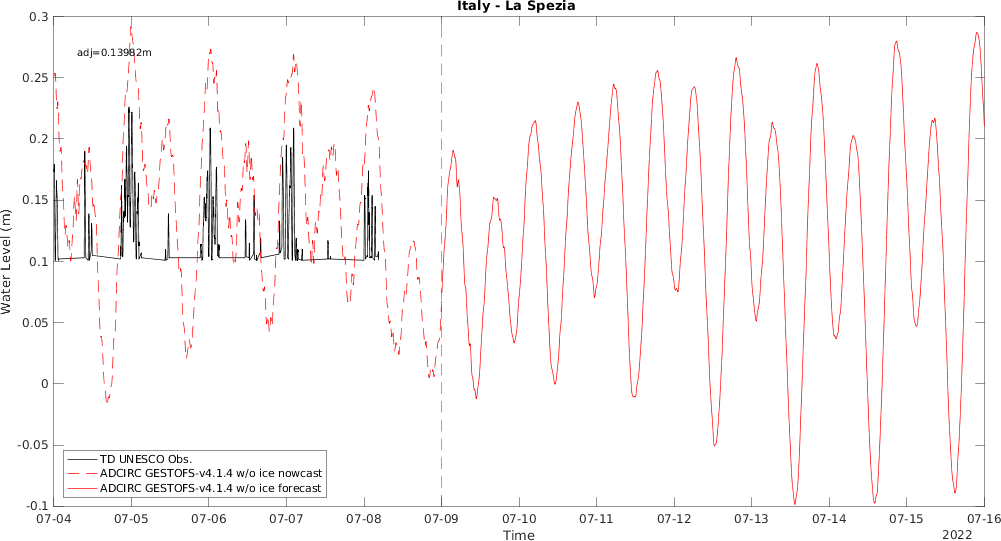 Italy - La Spezia
adj=0.13982m
Water Level (m)
0.3
0.25
0.2
0.15
0.1
0.05
0
-0.05
-0.1
TD UNESCO Obs.
ADCIRC GESTOFS-v4.1.4 w/o ice nowcast
ADCIRC GESTOFS-v4.1.4 w/o ice forecast
07-04 07-05 07-06 07-07 07-08 07-09 07-10 07-11 07-12 07-13 07-14 07-15 07-16
Time
2022